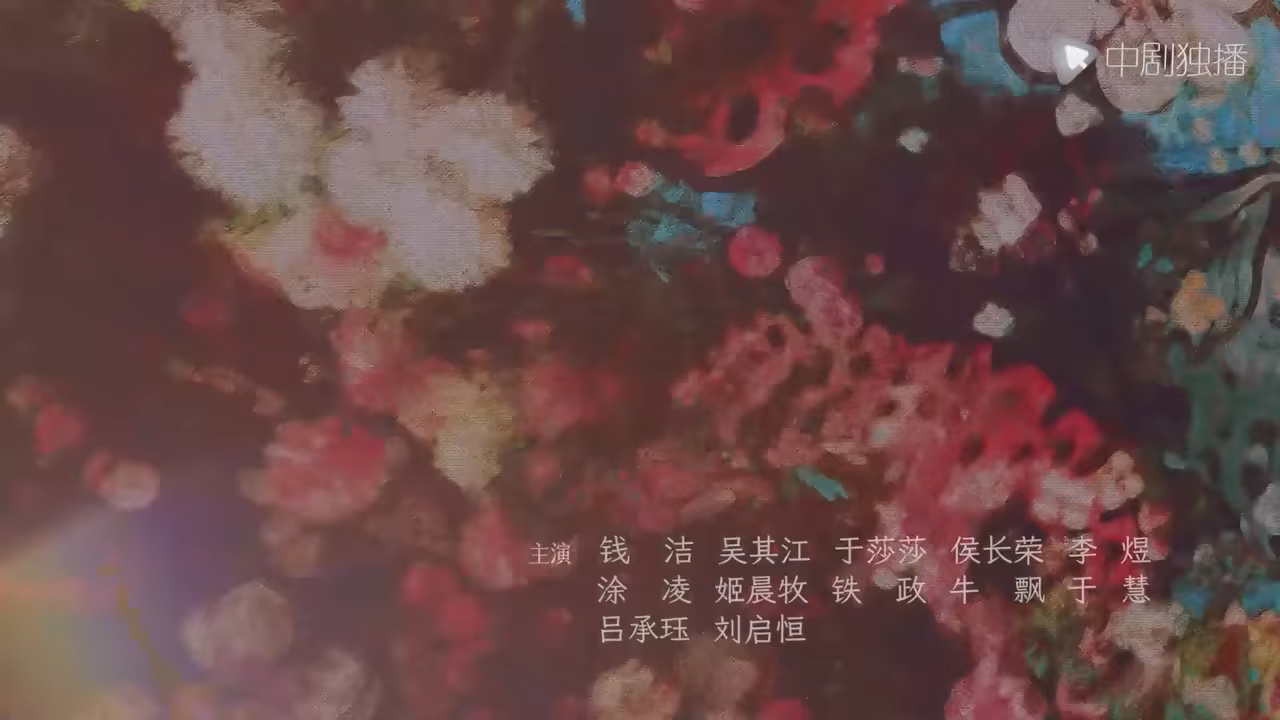 中剧独播
主演 钱洁 吴其江 于莎莎 侯长荣 李煜
涂凌 姬晨牧 铁政 牛飘 于慧
吕承珏 刘启恒